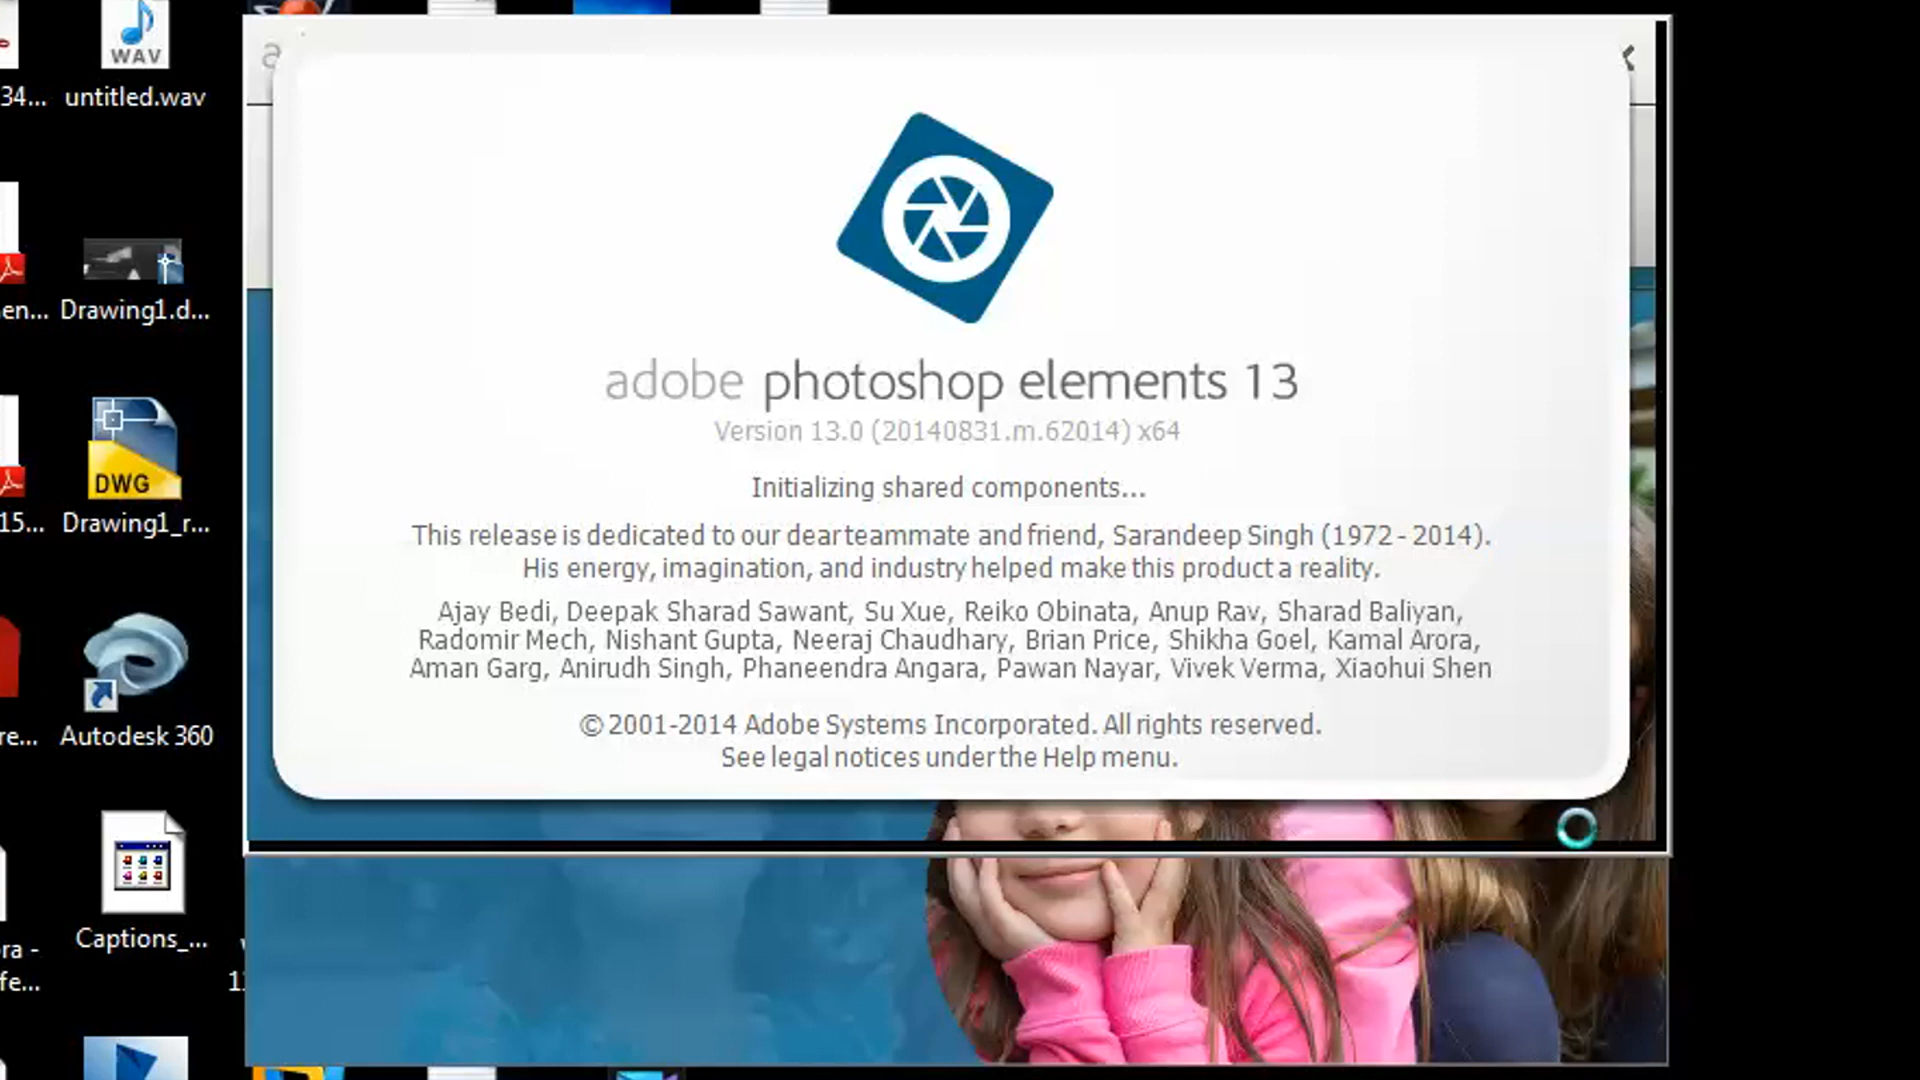 34...
untitled.wav
WAV
en...
Drawing1.d...
15...
Drawing1_r...
DWG
re...
Autodesk 360
Captions_...
ra -
fe...
a
adobe photoshop elements 13
Version 13.0 (20140831.m.62014) x64
Initializing shared components...
This release is dedicated to our dear teammate and friend, Sarandeep Singh (1972 - 2014).
His energy, imagination, and industry helped make this product a reality.
Ajay Bedi, Deepak Sharad Sawant, Su Xue, Reiko Obinata, Anup Rav, Sharad Baliyan,
Radomir Mech, Nishant Gupta, Neeraj Chaudhary, Brian Price, Shikha Goel, Kamal Arora,
Aman Garg, Anirudh Singh, Phaneendra Angara, Pawan Nayar, Vivek Verma, Xiaohui Shen
© 2001-2014 Adobe Systems Incorporated. All rights reserved.
See legal notices under the Help menu.